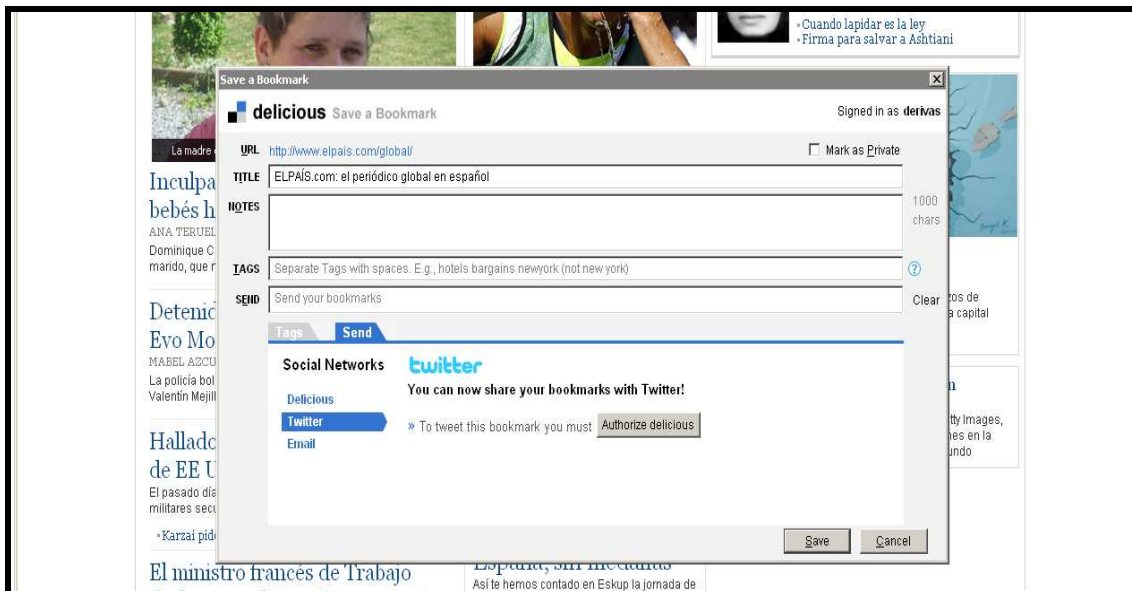 Cuando lapidar es la ley
Firma para salvar a Ashtiani
Save a Bookmark
delicious Save a Bookmark
Signed in as derivas
URL http://www.elpais.com/global/
Mark as Private
TITLE ELPAÍS.com: el periódico global en español
NOTES
1000
chars
TAGS Separate Tags with spaces. E.g., hotels bargains newyork (not new york)
SEND Send your bookmarks
Clear
Tags Send
Social Networks
Delicious
Twitter
Email
twitter
You can now share your bookmarks with Twitter!
» To tweet this bookmark you must Authorize delicious
Save Cancel
La madre
Inculpa
bebés h
ANA TERUEL
Dominique C
marido, que r
Detenid
Evo Mo
MABEL AZCU
La policía bol
Valentín Mejill
Hallado
de EE U
El pasado día
militares secu
Karzai pid
El ministro francés de Trabajo
España, sin medallas
Así te hemos contado en Eskup la jornada de
zos de
a capital
n
tty Images,
nes en la
undo